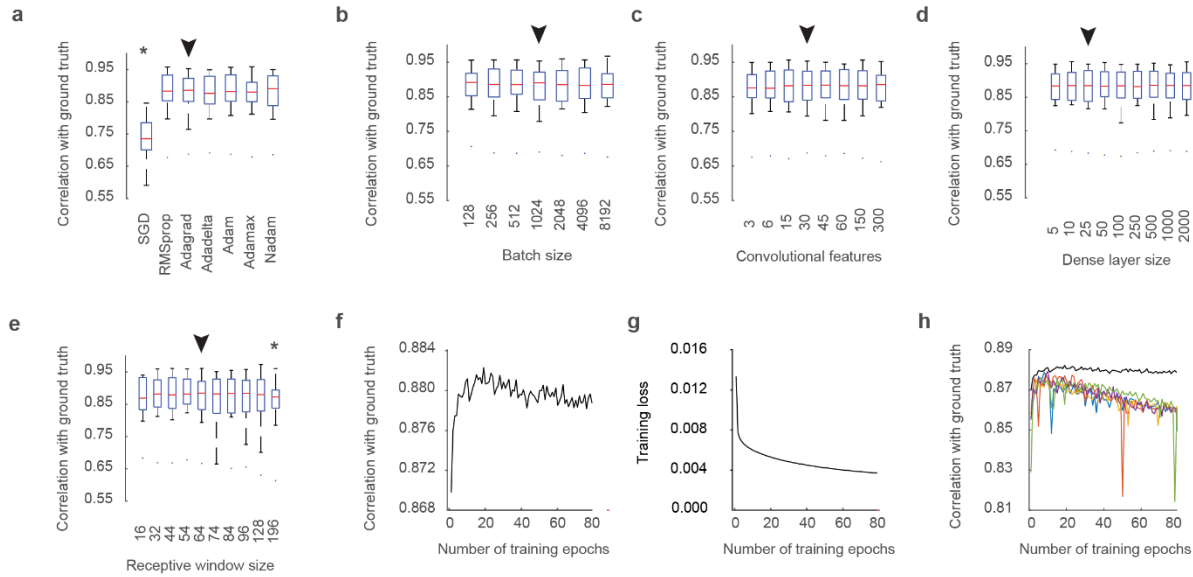 a
b
c
d
Correlation with ground truth
0.95
0.85
0.75
0.65
0.55
*
SGD
RMSprop
Adagrad
Adadelta
Adam
Adamax
Nadam
Correlation with ground truth
0.95
0.85
0.75
0.65
0.55
128
256
512
1024
2048
4096
8192
Batch size
Correlation with ground truth
0.95
0.85
0.75
0.65
0.55
3
6
15
30
45
60
150
300
Convolutional features
Correlation with ground truth
0.95
0.85
0.75
0.65
0.55
5
10
25
50
100
250
500
1000
2000
Dense layer size
e
f
g
h
Correlation with ground truth
0.95
0.85
0.75
0.65
0.55
*
16
32
44
54
64
74
84
96
128
196
Receptive window size
Correlation with ground truth
0.884
0.880
0.876
0.872
0.868
0 20 40 60 80
Number of training epochs
Training loss
0.016
0.012
0.008
0.004
0.000
0 20 40 60 80
Number of training epochs
Correlation with ground truth
0.89
0.87
0.85
0.83
0.81
0 20 40 60 80
Number of training epochs